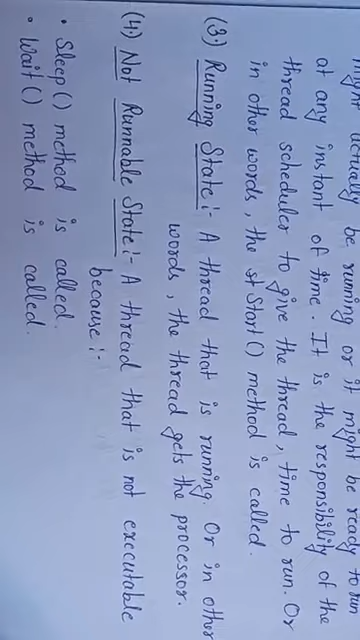 might actually be running or it might be ready to run
at any instant of time. It is the responsibility of the
thread scheduler to give the thread, time to run. Or
in other words, the start() method is called.
(3.) Running State:- A thread that is running. Or in other
words, the thread gets the processor.
(4.) Not Runnable State:- A thread that is not executable
because:-
• Sleep() method is called.
• Wait() method is called.